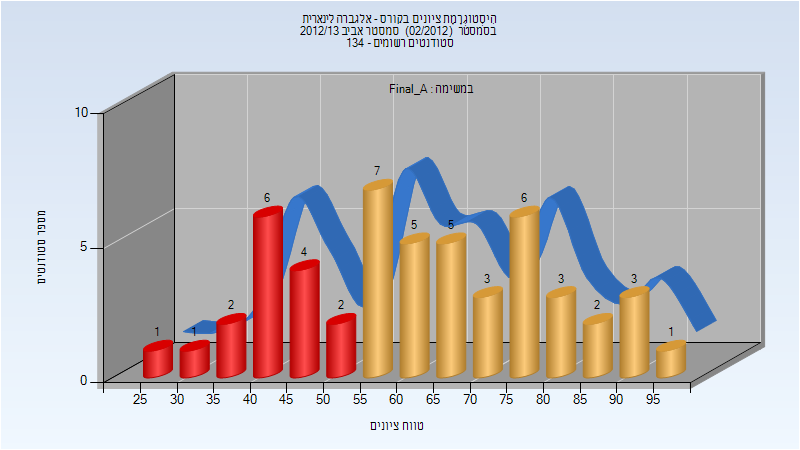 היסטוגרמת ציונים בקורס - אלגברה לינארית
בסמסטר (02/2012) סמסטר אביב 2012/13
סטודנטים רשומים - 134
במשימה : Final_A
10
5
0
מספר סטודנטים
1
1
2
6
4
2
7
5
5
3
6
3
2
3
1
25 30 35 40 45 50 55 60 65 70 75 80 85 90 95
טווח ציונים